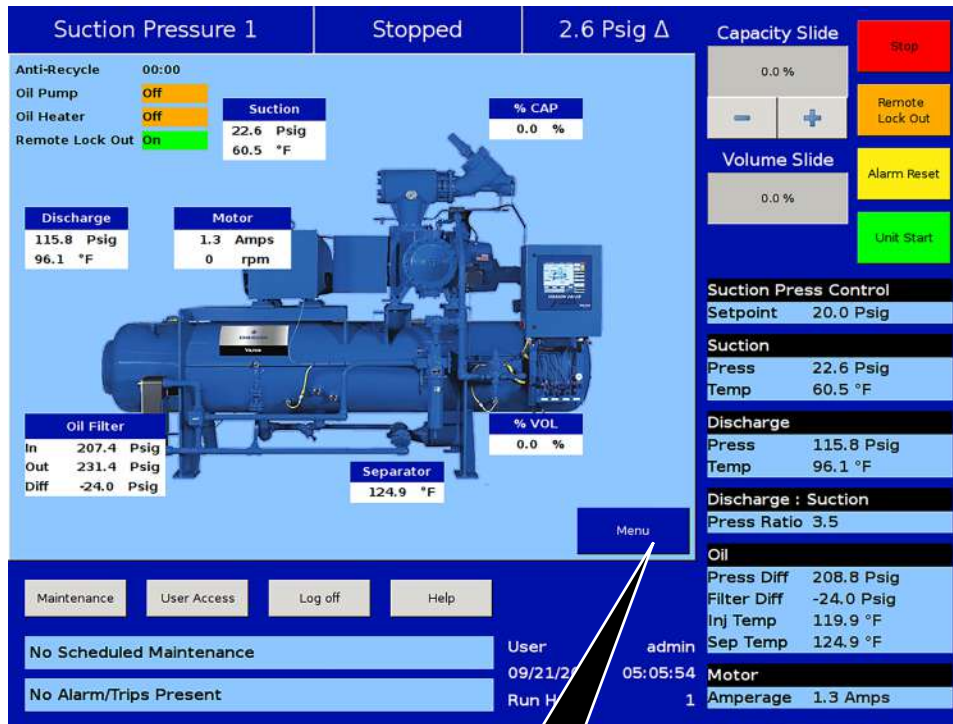 Suction Pressure 1
Stopped
2.6 Psig Δ
Anti-Recycle 00:00
Oil Pump Off
Oil Heater Off
Remote Lock Out On
Suction
22.6 Psig
60.5 °F
% CAP
0.0 %
Discharge
115.8 Psig
96.1 °F
Motor
1.3 Amps
0 rpm
Oil Filter
In 207.4 Psig
Out 231.4 Psig
Diff -24.0 Psig
Separator
124.9 °F
% VOL
0.0 %
Menu
Maintenance
User Access
Log off
Help
No Scheduled Maintenance
No Alarm/Trips Present
User admin
05:05:54
1
Capacity Slide
0.0 %
Volume Slide
0.0 %
Stop
Remote
Lock Out
Alarm Reset
Unit Start
Suction Press Control
Setpoint 20.0 Psig
Suction
Press 22.6 Psig
Temp 60.5 °F
Discharge
Press 115.8 Psig
Temp 96.1 °F
Discharge : Suction
Press Ratio 3.5
Oil
Press Diff 208.8 Psig
Filter Diff -24.0 Psig
Inj Temp 119.9 °F
Sep Temp 124.9 °F
Motor
Amperage 1.3 Amps